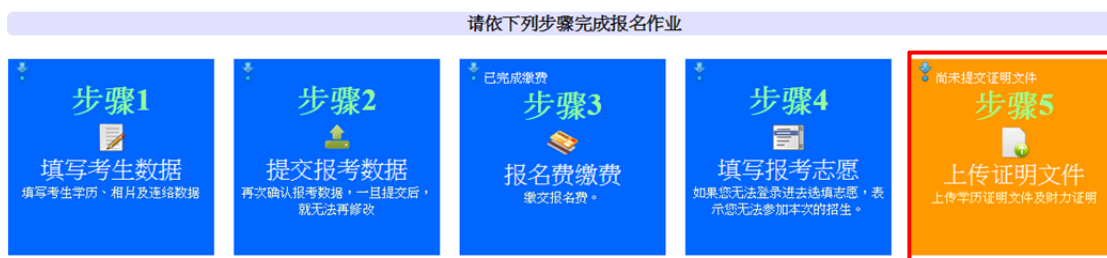 请依下列步骤完成报名作业
步骤1
填写考生数据
填写考生学历、相片及连络数据
步骤2
提交报考数据
再次确认报考数据，一旦提交后，
就无法再修改
已完成缴费
步骤3
报名费缴费
缴交报名费。
步骤4
填写报考志愿
如果您无法登录进去选填志愿，表
示您无法参加本次的招生。
尚未提交证明文件
步骤5
上传证明文件
上传学历证明文件及财力证明